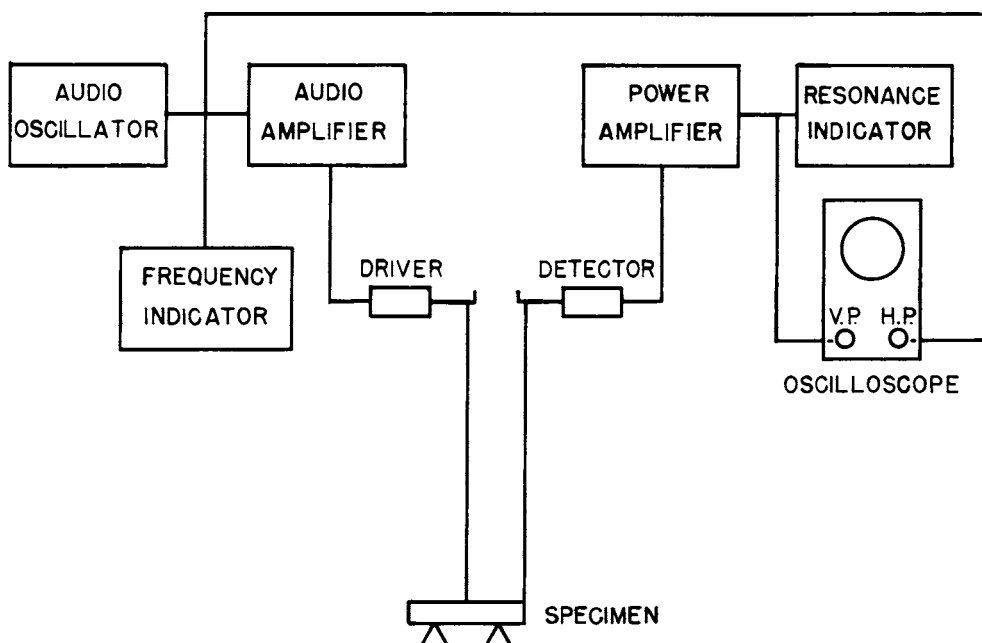 AUDIO
OSCILLATOR
AUDIO
AMPLIFIER
POWER
AMPLIFIER
RESONANCE
INDICATOR
FREQUENCY
INDICATOR
DRIVER
DETECTOR
V.P. H.P.
OSCILLOSCOPE
SPECIMEN